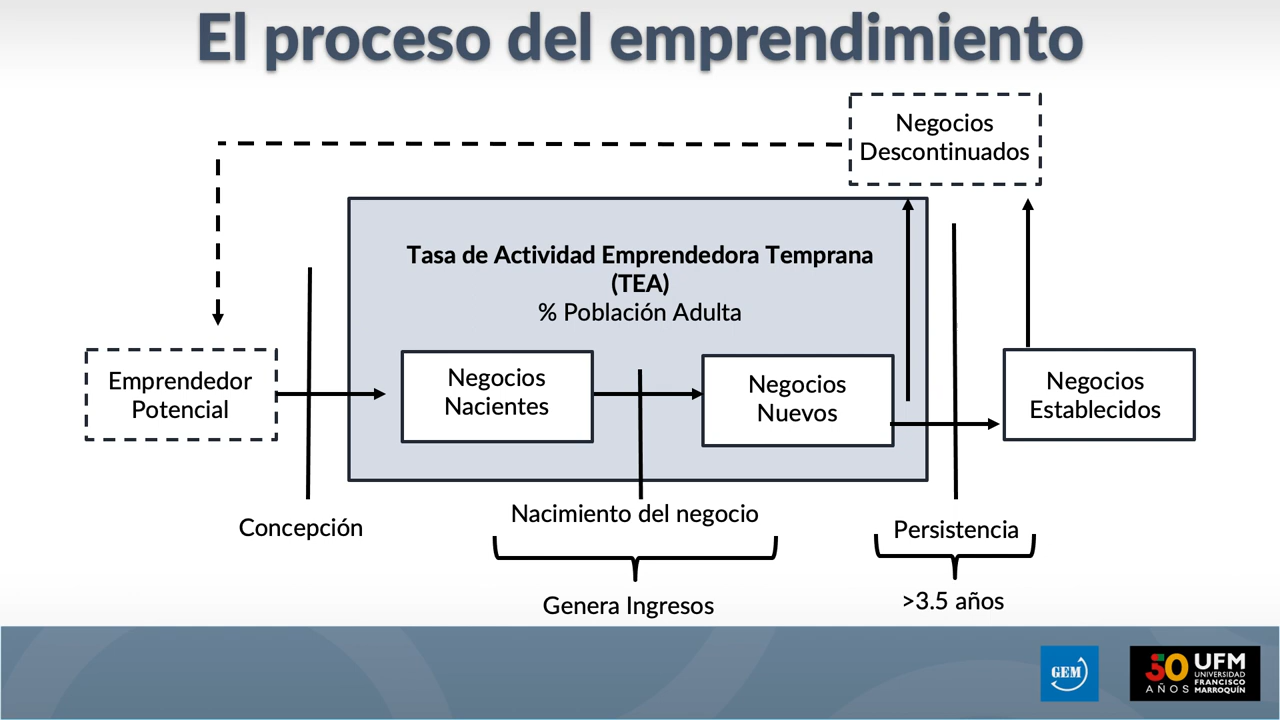 El proceso del emprendimiento
Negocios
Descontinuados
Tasa de Actividad Emprendedora Temprana
(TEA)
% Población Adulta
Emprendedor
Potencial
Negocios
Nacientes
Negocios
Nuevos
Negocios
Establecidos
Concepción
Nacimiento del negocio
Persistencia
Genera Ingresos
>3.5 años
GEM
50
AÑOS
UFM
UNIVERSIDAD
FRANCISCO
MARROQUÍN